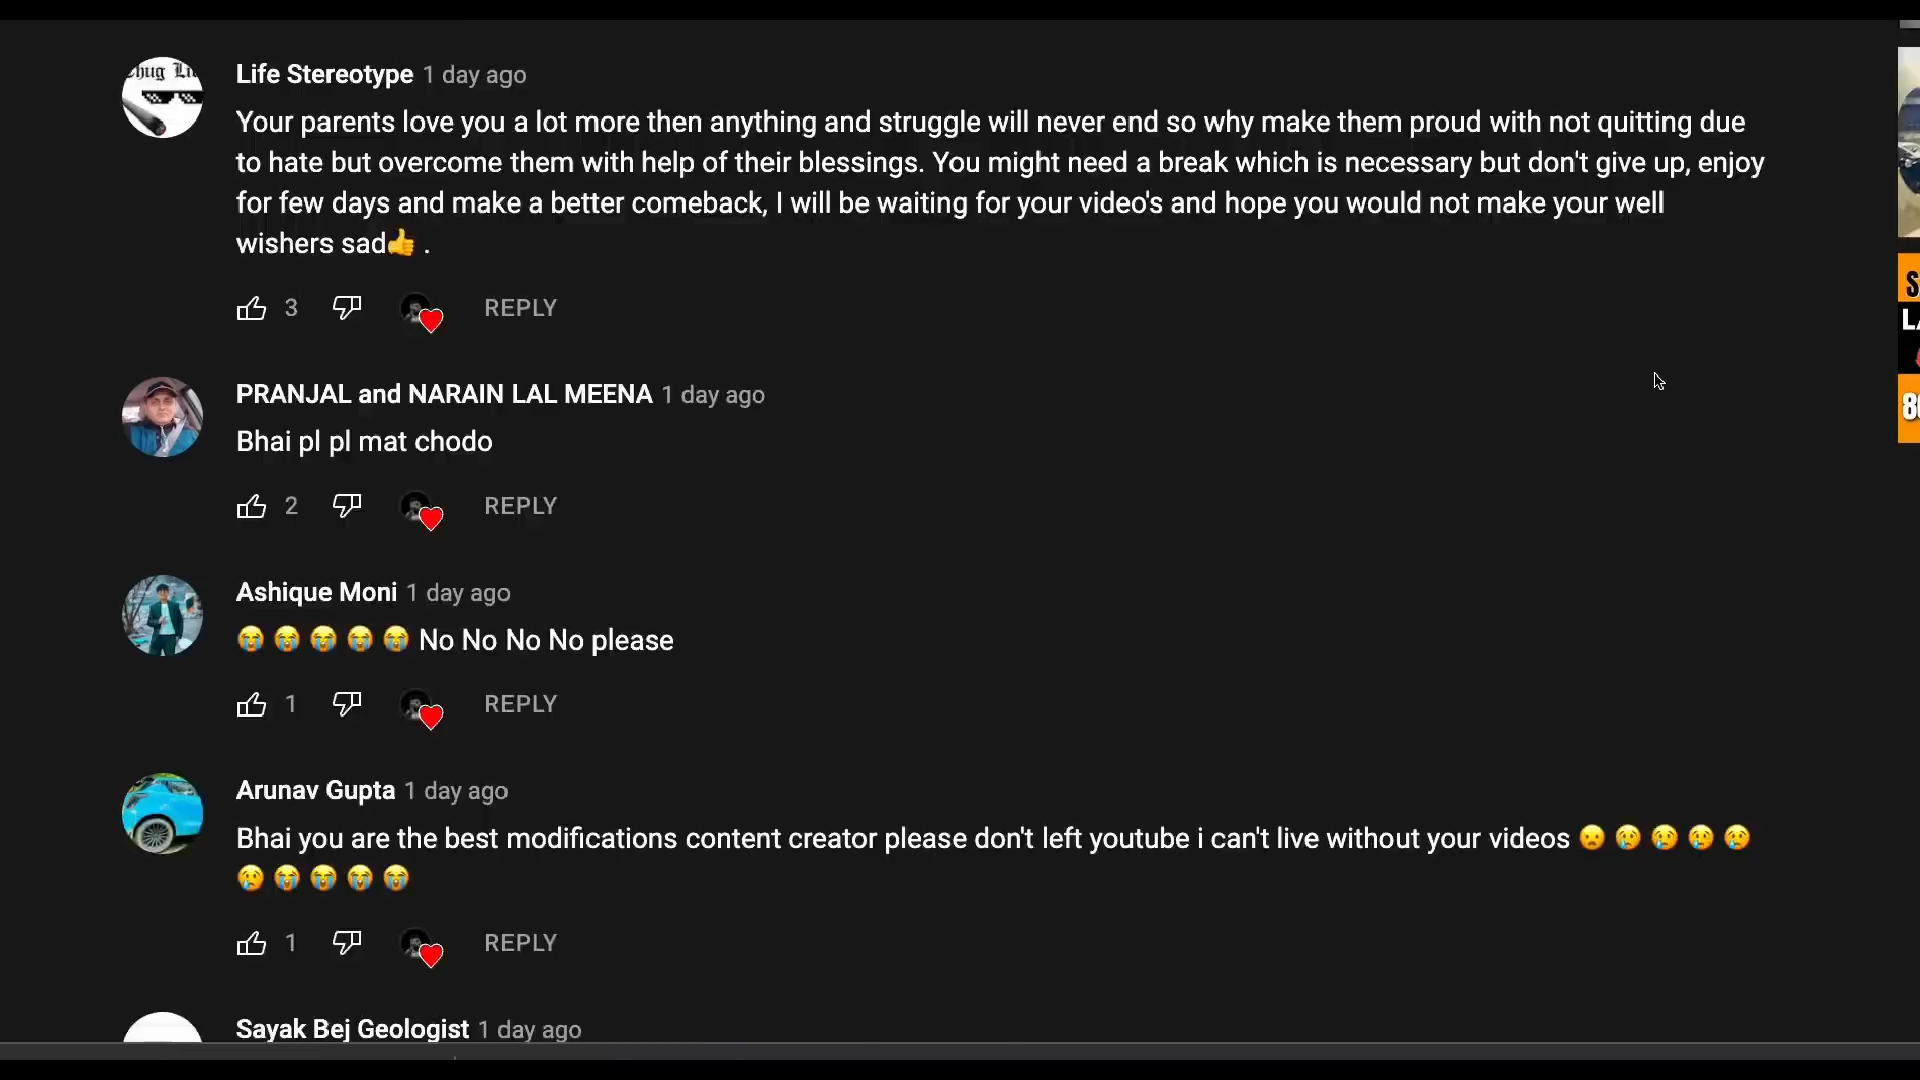 Life Stereotype 1 day ago
Your parents love you a lot more then anything and struggle will never end so why make them proud with not quitting due
to hate but overcome them with help of their blessings. You might need a break which is necessary but don't give up, enjoy
for few days and make a better comeback, I will be waiting for your video's and hope you would not make your well
wishers sad👍 .
3 REPLY
PRANJAL and NARAIN LAL MEENA 1 day ago
Bhai pl pl mat chodo
2 REPLY
Ashique Moni 1 day ago
😭 😭 😭 😭 😭 No No No No please
1 REPLY
Arunav Gupta 1 day ago
Bhai you are the best modifications content creator please don't left youtube i can't live without your videos 😦 😢 😢 😢 😢
😢 😭 😭 😭 😭
1 REPLY
Sayak Bej Geologist 1 day ago